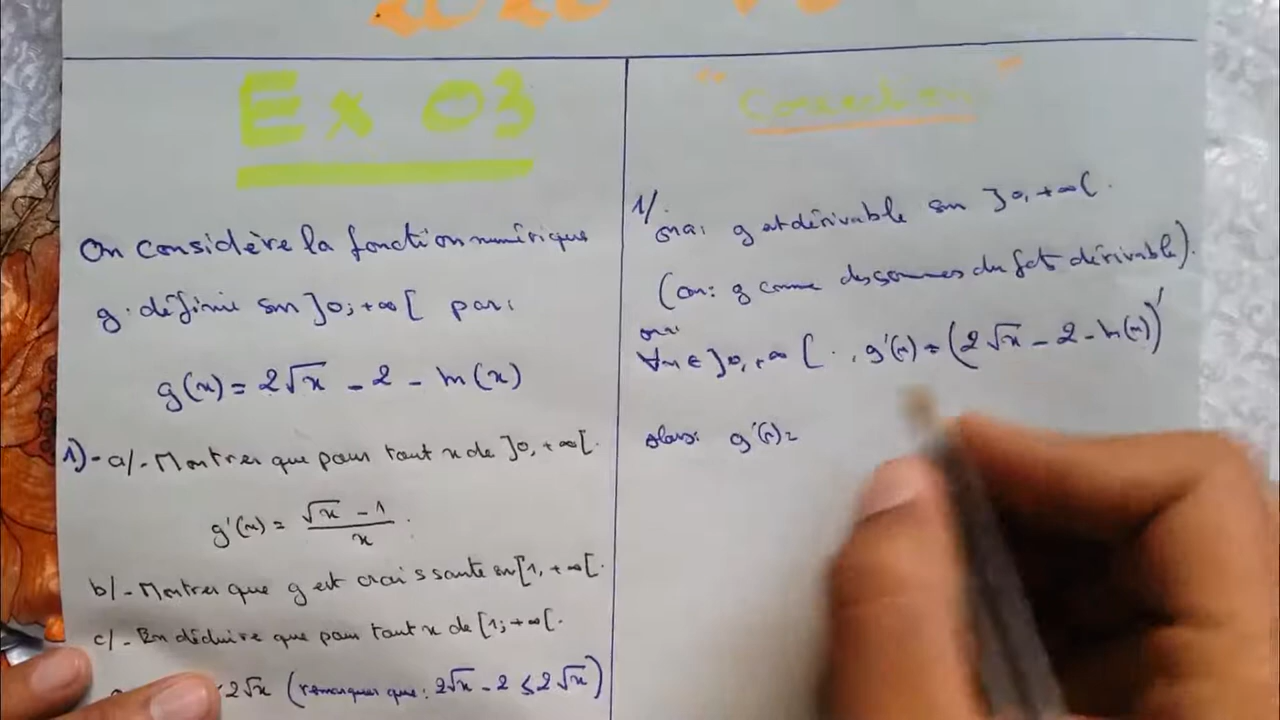 Ex 03
On considère la fonction numérique
g définie sur ]0; +∞[ par:
g(x) = 2√x - 2 - ln(x)
1)- a/- Montrer que pour tout x de ]0, +∞[.
g'(x) = (√x - 1)/x.
b/- Montrer que g est croissante sur [1, +∞[.
c/- En déduire que pour tout x de [1; +∞[.
2√x (remarquer que: 2√x - 2 ≤ 2√x)
"Correction"
1/.
on a: g est dérivable sur ]0, +∞[.
(car: g comme des sommes des fcts dérivable).
∀x ∈ ]0, +∞[., g'(x) = (2√x - 2 - ln(x))'
alors: g'(x) =